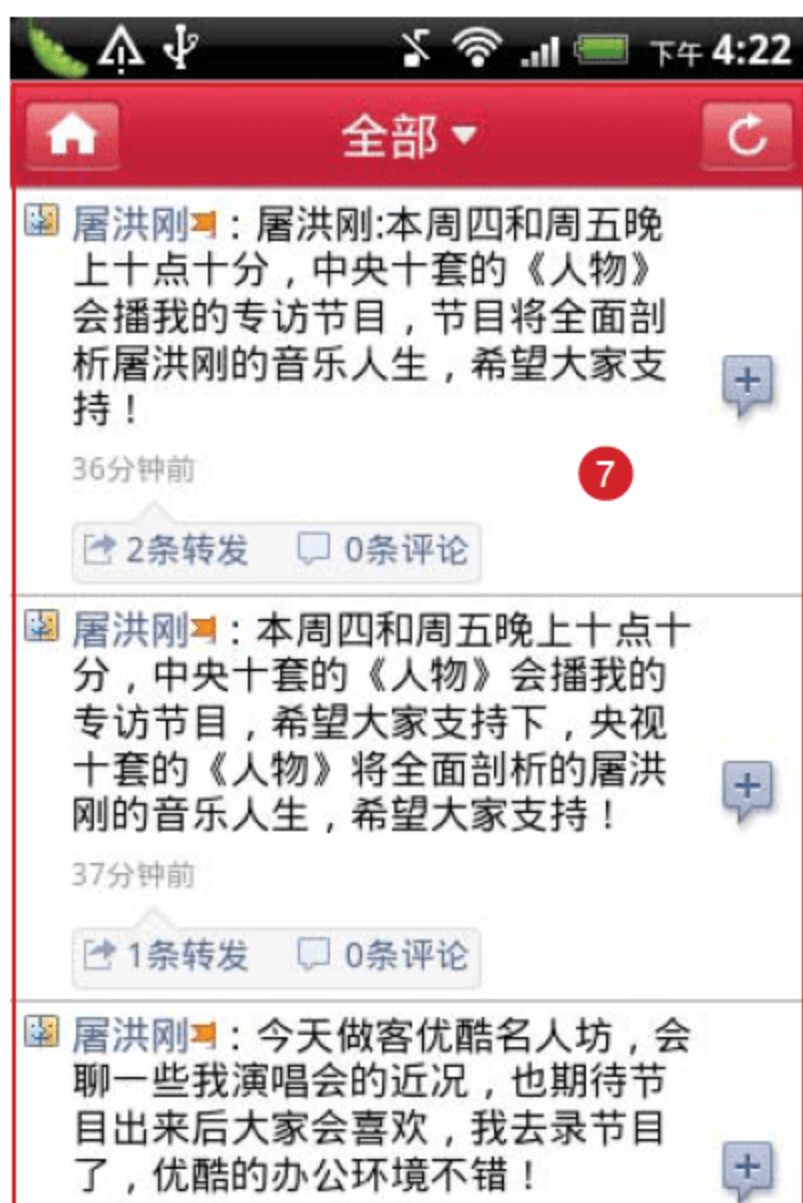 下午 4:22
全部
屠洪刚：屠洪刚:本周四和周五晚
上十点十分，中央十套的《人物》
会播我的专访节目，节目将全面剖
析屠洪刚的音乐人生，希望大家支
持！
36分钟前
7
2条转发 0条评论
屠洪刚：本周四和周五晚上十点十
分，中央十套的《人物》会播我的
专访节目，希望大家支持下，央视
十套的《人物》将全面剖析的屠洪
刚的音乐人生，希望大家支持！
37分钟前
1条转发 0条评论
屠洪刚：今天做客优酷名人坊，会
聊一些我演唱会的近况，也期待节
目出来后大家会喜欢，我去录节目
了，优酷的办公环境不错！